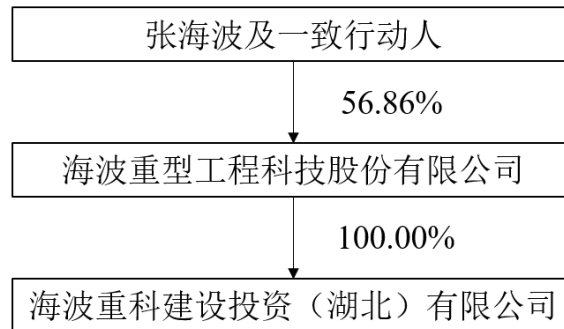 张海波及一致行动人
56.86%
海波重型工程科技股份有限公司
100.00%
海波重科建设投资（湖北）有限公司